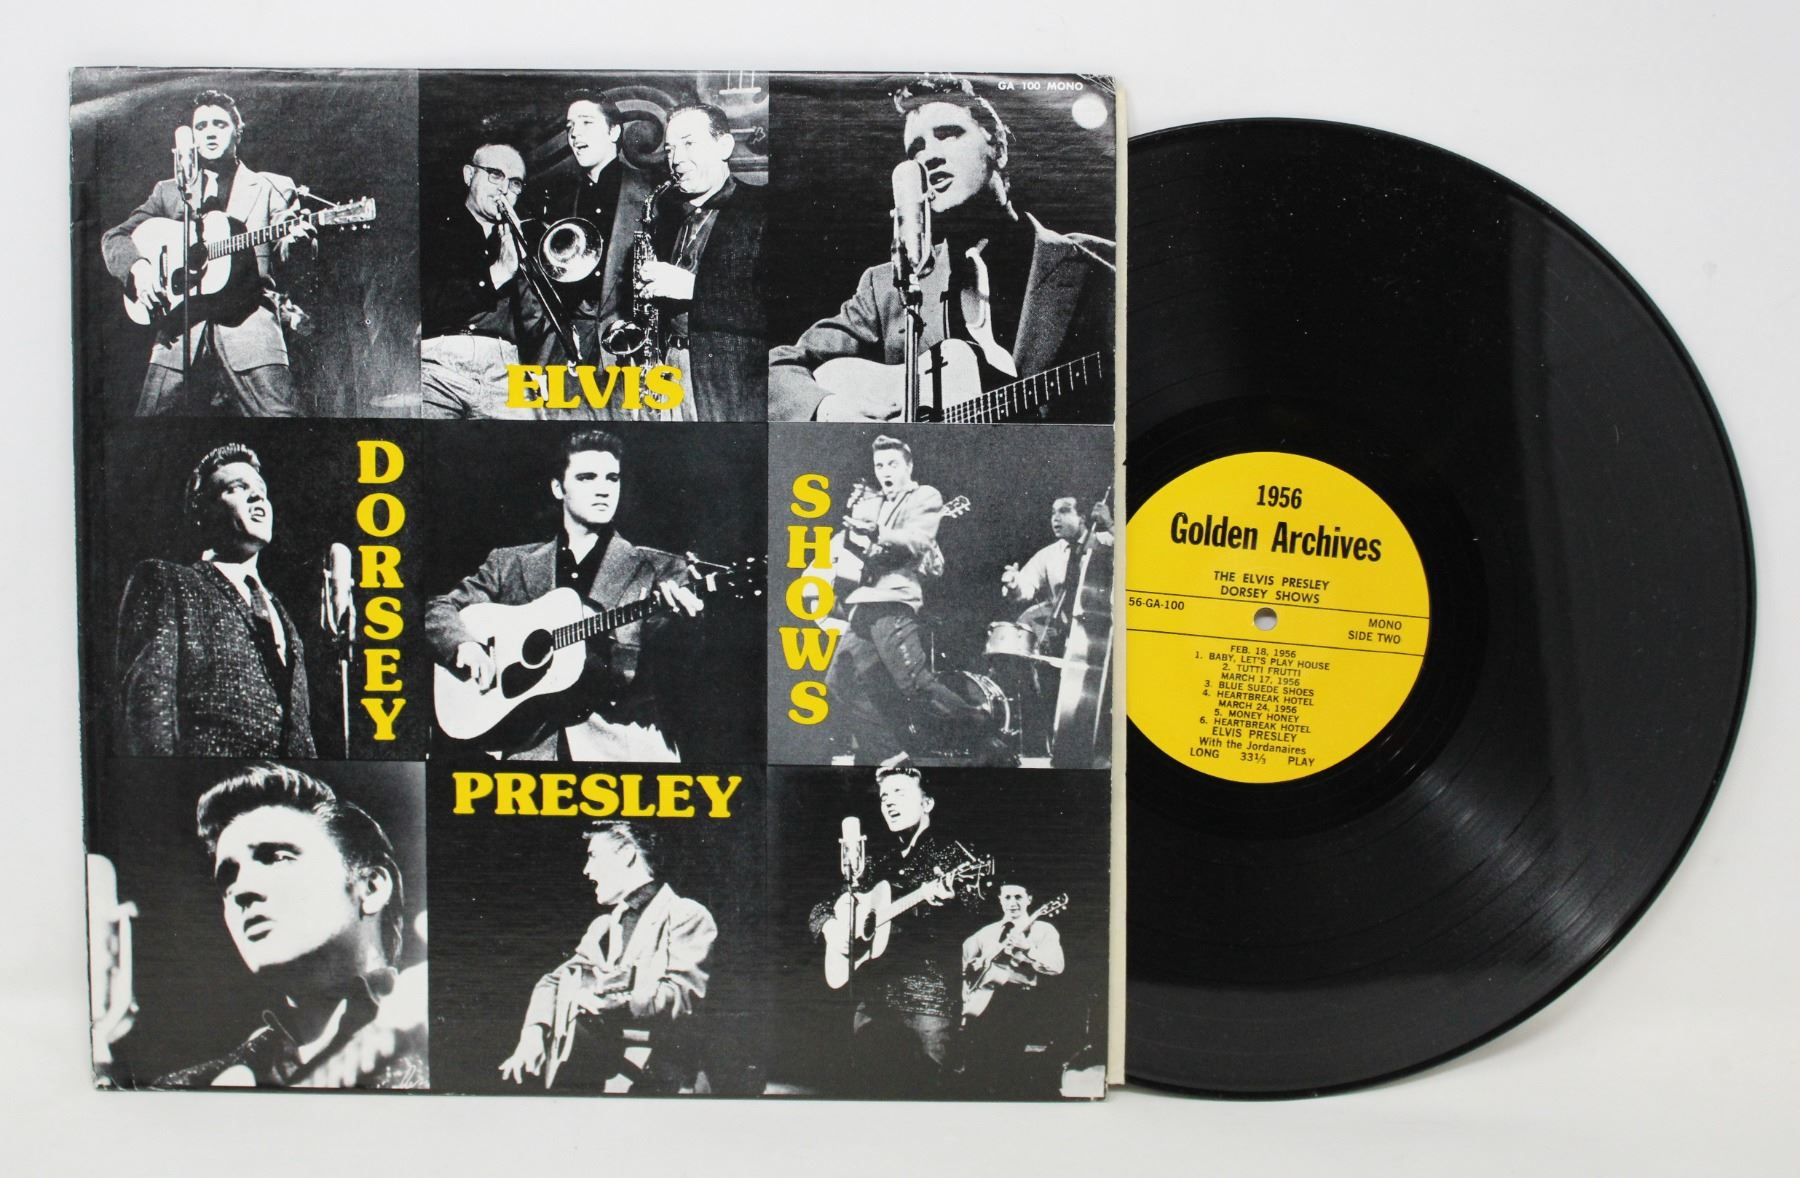 GA 100 MONO
ELVIS
DORSEY
SHOWS
PRESLEY
1956
Golden Archives
THE ELVIS PRESLEY
DORSEY SHOWS
56-GA-100
MONO
SIDE TWO
FEB. 18, 1956
1. BABY, LET'S PLAY HOUSE
2. TUTTI FRUTTI
MARCH 17, 1956
3. BLUE SUEDE SHOES
4. HEARTBREAK HOTEL
MARCH 24, 1956
5. MONEY HONEY
6. HEARTBREAK HOTEL
ELVIS PRESLEY
With the Jordanaires
LONG 33⅓ PLAY